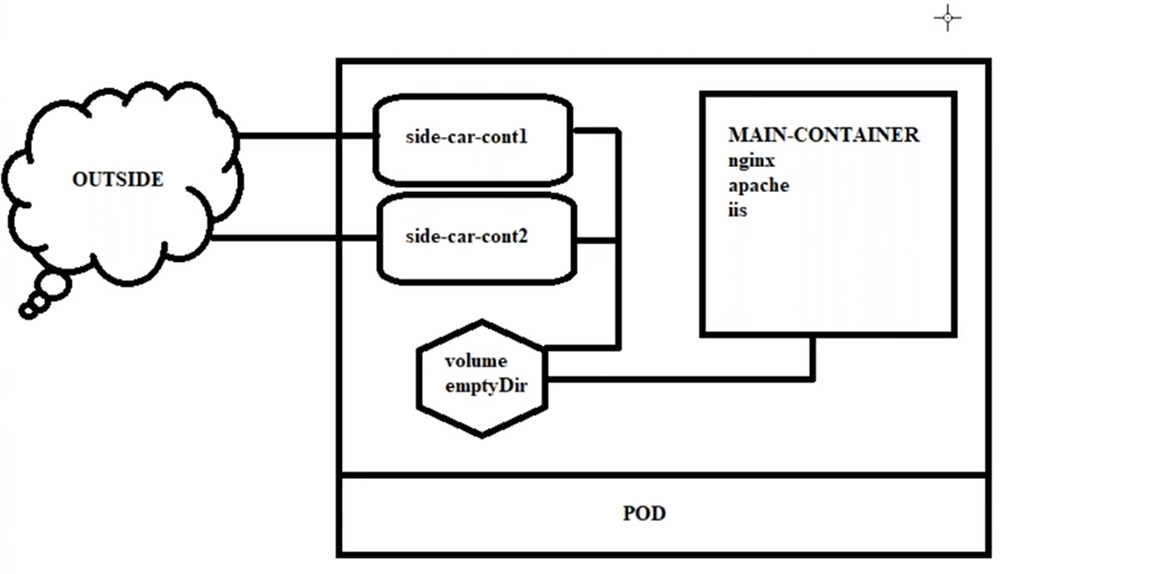 OUTSIDE
side-car-cont1
side-car-cont2
volume
emptyDir
MAIN-CONTAINER
nginx
apache
iis
POD